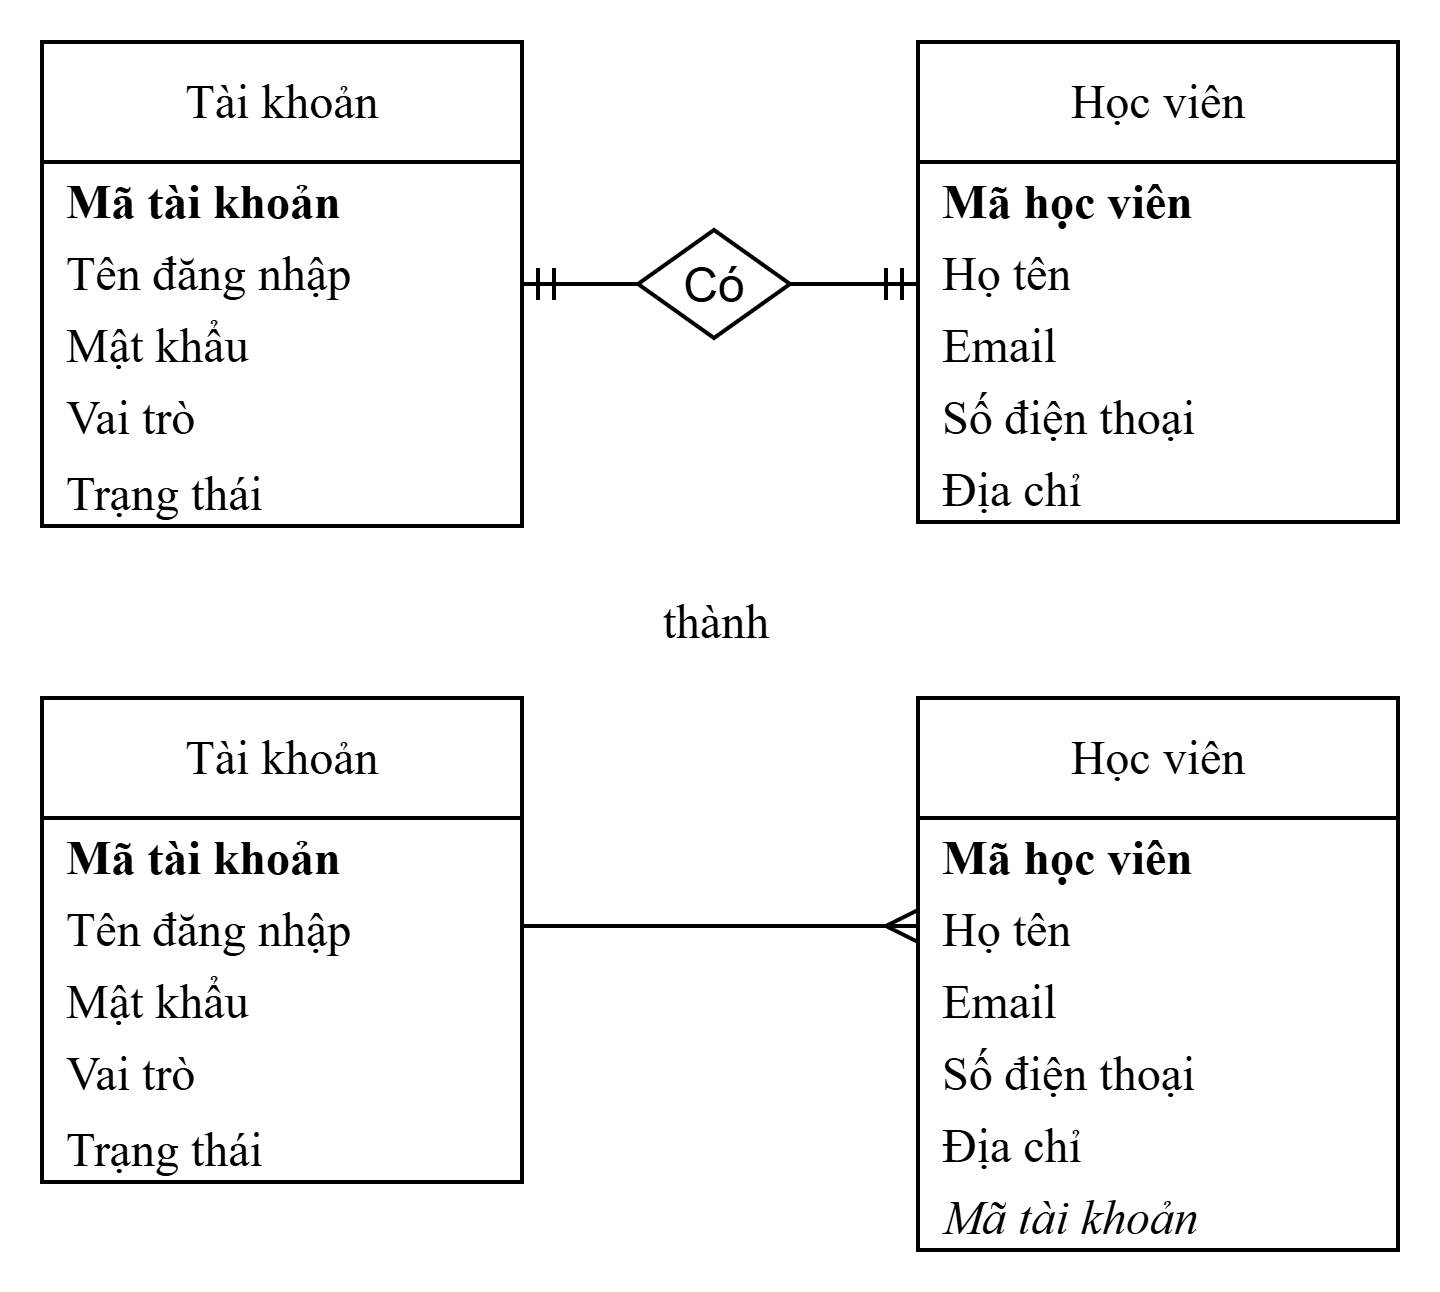 Tài khoản
Mã tài khoản
Tên đăng nhập
Mật khẩu
Vai trò
Trạng thái
Có
Học viên
Mã học viên
Họ tên
Email
Số điện thoại
Địa chỉ
thành
Tài khoản
Mã tài khoản
Tên đăng nhập
Mật khẩu
Vai trò
Trạng thái
Học viên
Mã học viên
Họ tên
Email
Số điện thoại
Địa chỉ
Mã tài khoản